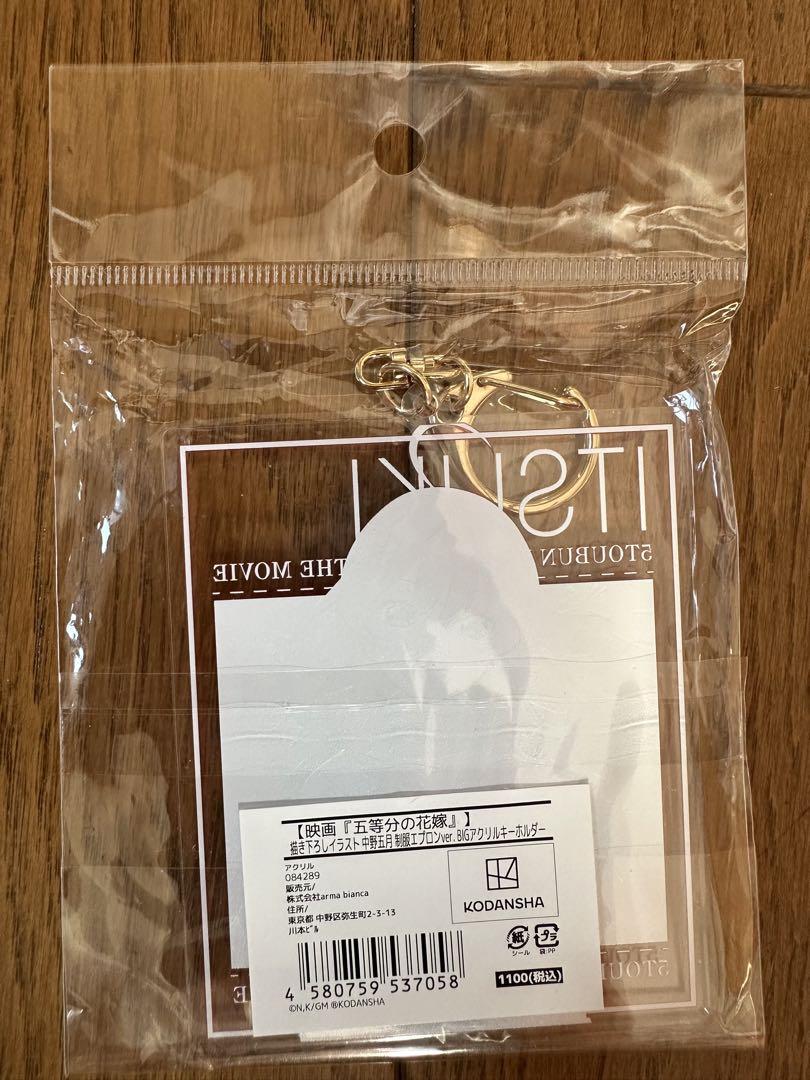 ITSUKI
5TOUBUN
THE MOVIE
【映画『五等分の花嫁』】
描き下ろしイラスト 中野五月 制服エプロンver. BIGアクリルキーホルダー
アクリル
084289
販売元/
株式会社arma bianca
住所/
東京都 中野区弥生町2-3-13
川本ﾋﾞﾙ
KODANSHA
紙
シール
プラ
袋:PP
4 580759 537058
1100(税込)
©N,K/GM ®KODANSHA
5TOU
IE